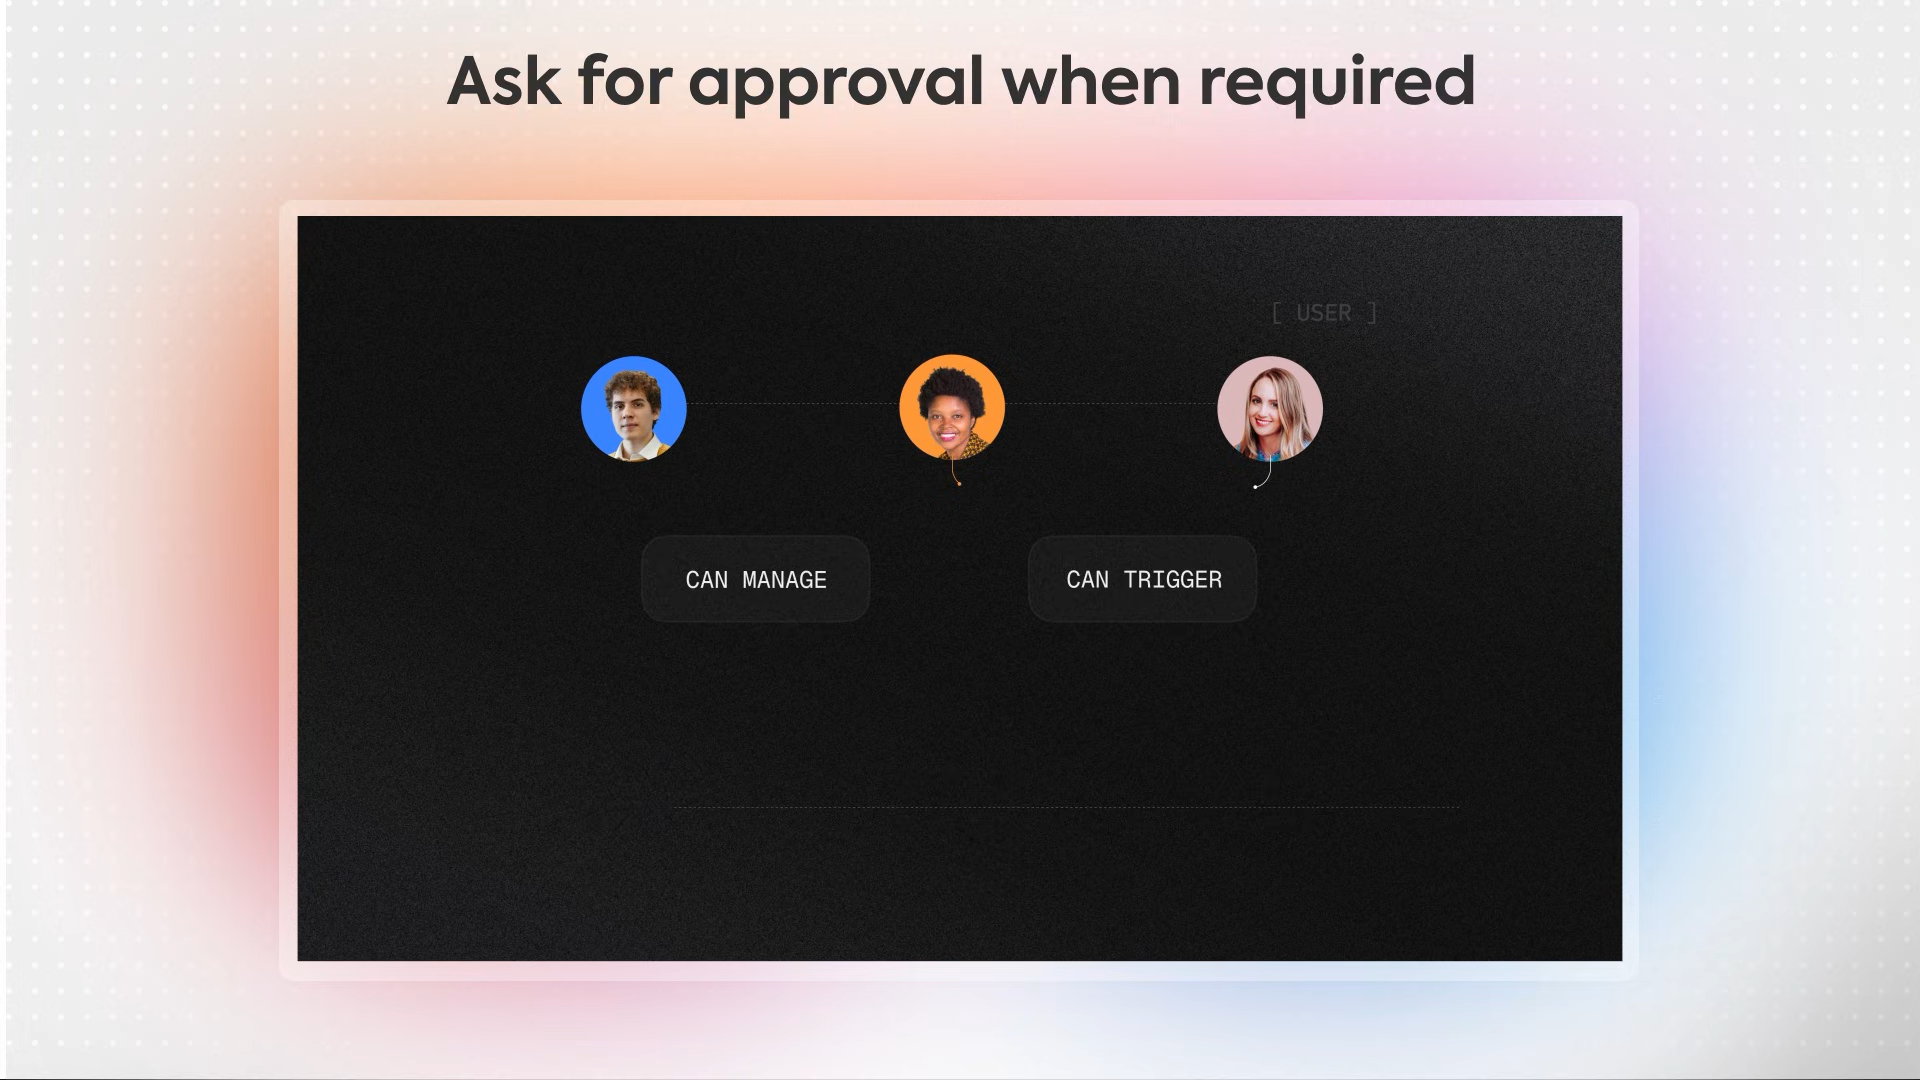 Ask for approval when required
[ USER ]
CAN MANAGE
CAN TRIGGER